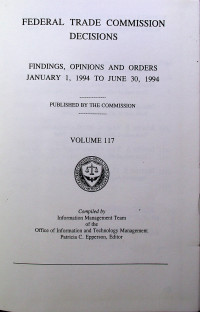 FEDERAL TRADE COMMISSION
DECISIONS
FINDINGS, OPINIONS AND ORDERS
JANUARY 1, 1994 TO JUNE 30, 1994
PUBLISHED BY THE COMMISSION
VOLUME 117
Compiled by
Information Management Team
of the
Office of Information and Technology Management
Patricia C. Epperson, Editor